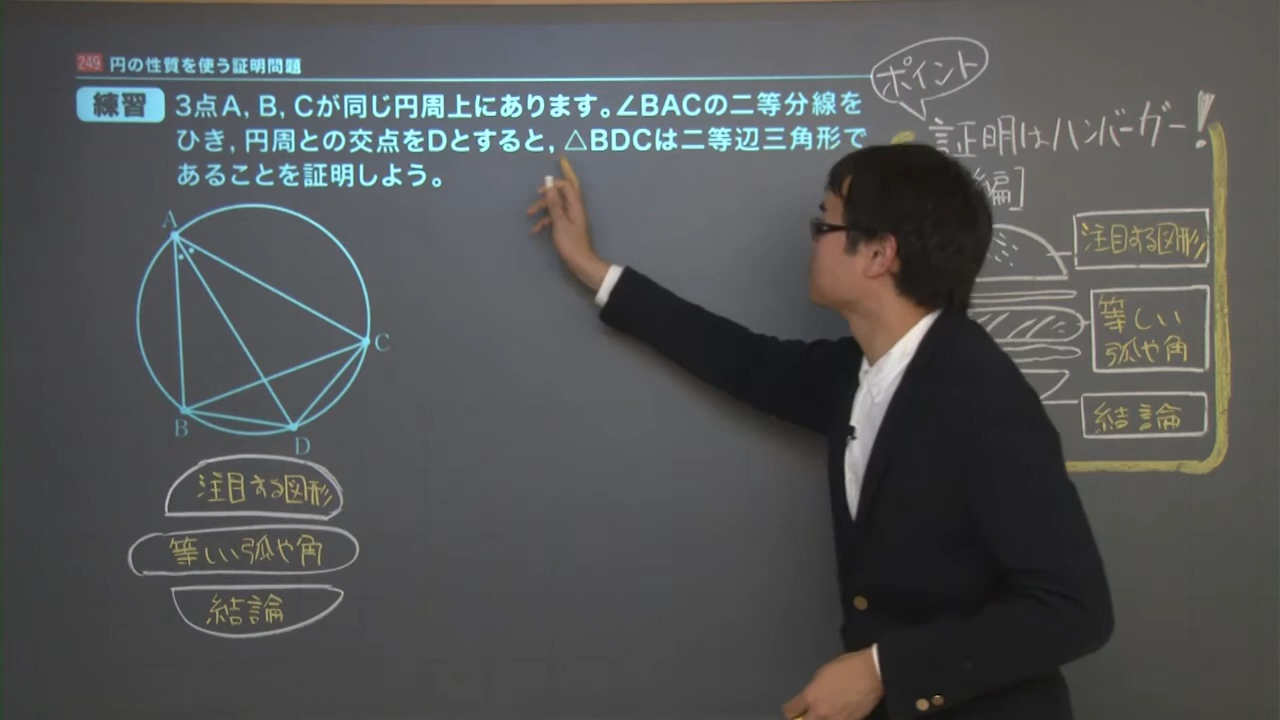 249 円の性質を使う証明問題
練習 3点A, B, Cが同じ円周上にあります。∠BACの二等分線を
ひき, 円周との交点をDとすると, △BDCは二等辺三角形で
あることを証明しよう。
A
C
B
D
注目する図形
等しい弧や角
結論
ポイント
証明はハンバーガー!
編]
注目する図形
等しい
弧や角
結論